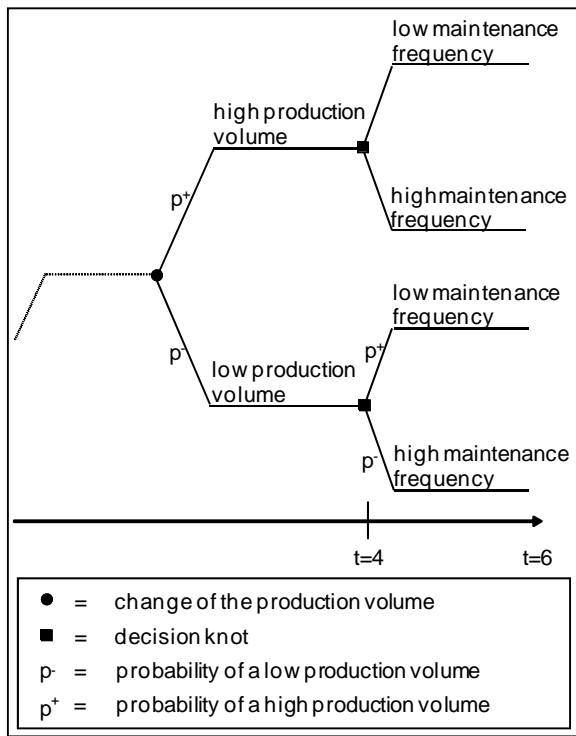 low maintenance
frequency
high production
volume
p+
high maintenance
frequency
low maintenance
frequency
p-
low production
volume
p+
p-
high maintenance
frequency
t=4
t=6
● = change of the production volume
■ = decision knot
p- = probability of a low production volume
p+ = probability of a high production volume